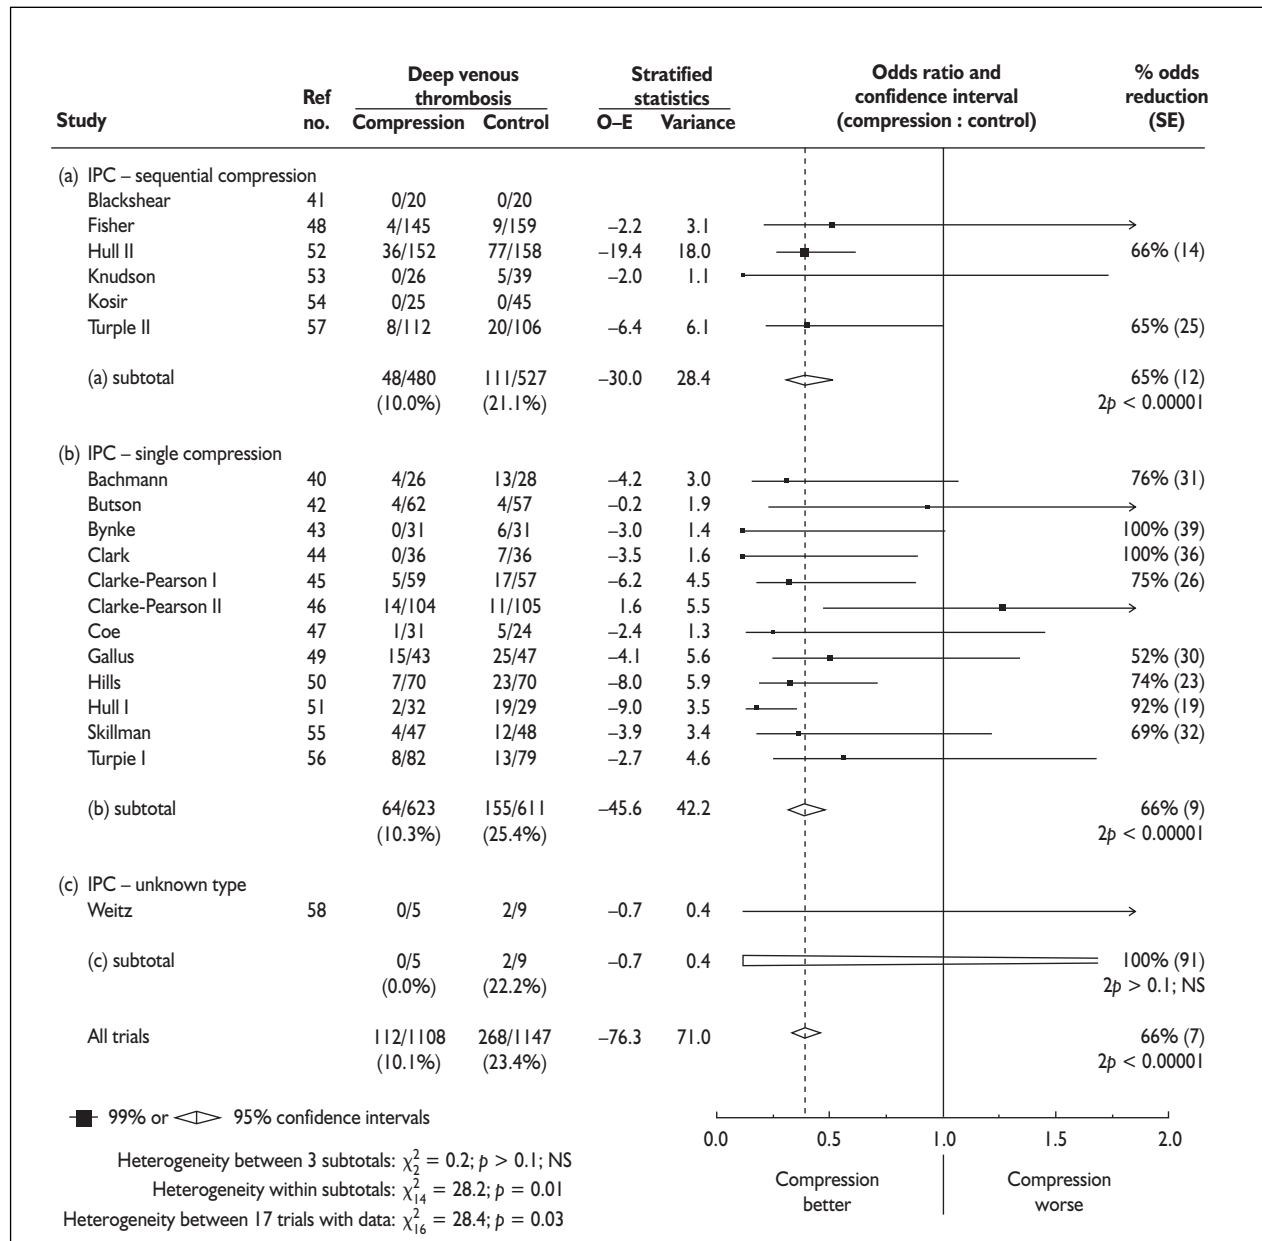 Deep venous Stratified Odds ratio and % odds
Ref thrombosis statistics confidence interval reduction
Study no. Compression Control O–E Variance (compression : control) (SE)
(a) IPC – sequential compression
Blackshear 41 0/20 0/20
Fisher 48 4/145 9/159 –2.2 3.1
Hull II 52 36/152 77/158 –19.4 18.0 66% (14)
Knudson 53 0/26 5/39 –2.0 1.1
Kosir 54 0/25 0/45
Turple II 57 8/112 20/106 –6.4 6.1 65% (25)
(a) subtotal 48/480 111/527 –30.0 28.4 65% (12)
(10.0%) (21.1%) 2p < 0.00001
(b) IPC – single compression
Bachmann 40 4/26 13/28 –4.2 3.0 76% (31)
Butson 42 4/62 4/57 –0.2 1.9
Bynke 43 0/31 6/31 –3.0 1.4 100% (39)
Clark 44 0/36 7/36 –3.5 1.6 100% (36)
Clarke-Pearson I 45 5/59 17/57 –6.2 4.5 75% (26)
Clarke-Pearson II 46 14/104 11/105 1.6 5.5
Coe 47 1/31 5/24 –2.4 1.3
Gallus 49 15/43 25/47 –4.1 5.6 52% (30)
Hills 50 7/70 23/70 –8.0 5.9 74% (23)
Hull I 51 2/32 19/29 –9.0 3.5 92% (19)
Skillman 55 4/47 12/48 –3.9 3.4 69% (32)
Turpie I 56 8/82 13/79 –2.7 4.6
(b) subtotal 64/623 155/611 –45.6 42.2 66% (9)
(10.3%) (25.4%) 2p < 0.00001
(c) IPC – unknown type
Weitz 58 0/5 2/9 –0.7 0.4
(c) subtotal 0/5 2/9 –0.7 0.4 100% (91)
(0.0%) (22.2%) 2p > 0.1; NS
All trials 112/1108 268/1147 –76.3 71.0 66% (7)
(10.1%) (23.4%) 2p < 0.00001
99% or 95% confidence intervals
0.0 0.5 1.0 1.5 2.0
Heterogeneity between 3 subtotals: χ²₂ = 0.2; p > 0.1; NS
Heterogeneity within subtotals: χ²₁₄ = 28.2; p = 0.01
Heterogeneity between 17 trials with data: χ²₁₆ = 28.4; p = 0.03
Compression Compression
better worse